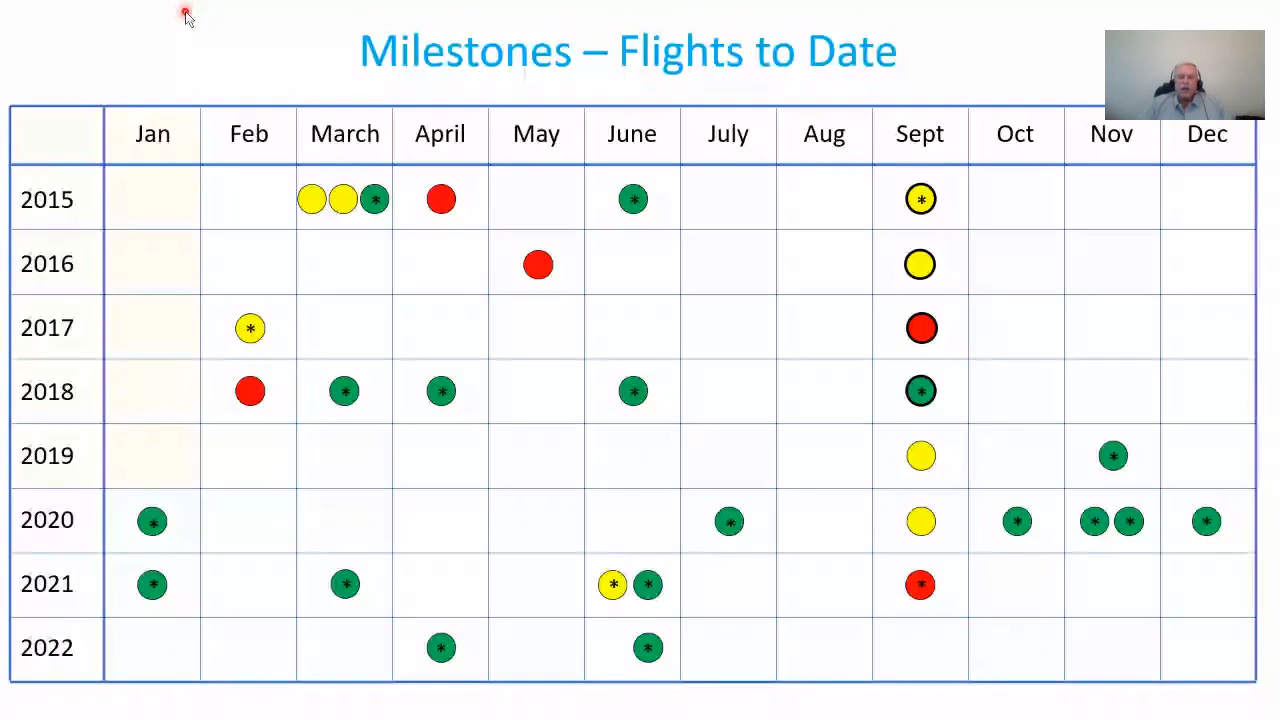 Milestones – Flights to Date
Jan Feb March April May June July Aug Sept Oct Nov Dec
2015 * * *
2016
2017 *
2018 * * * *
2019 *
2020 * * * * * *
2021 * * * * *
2022 * *